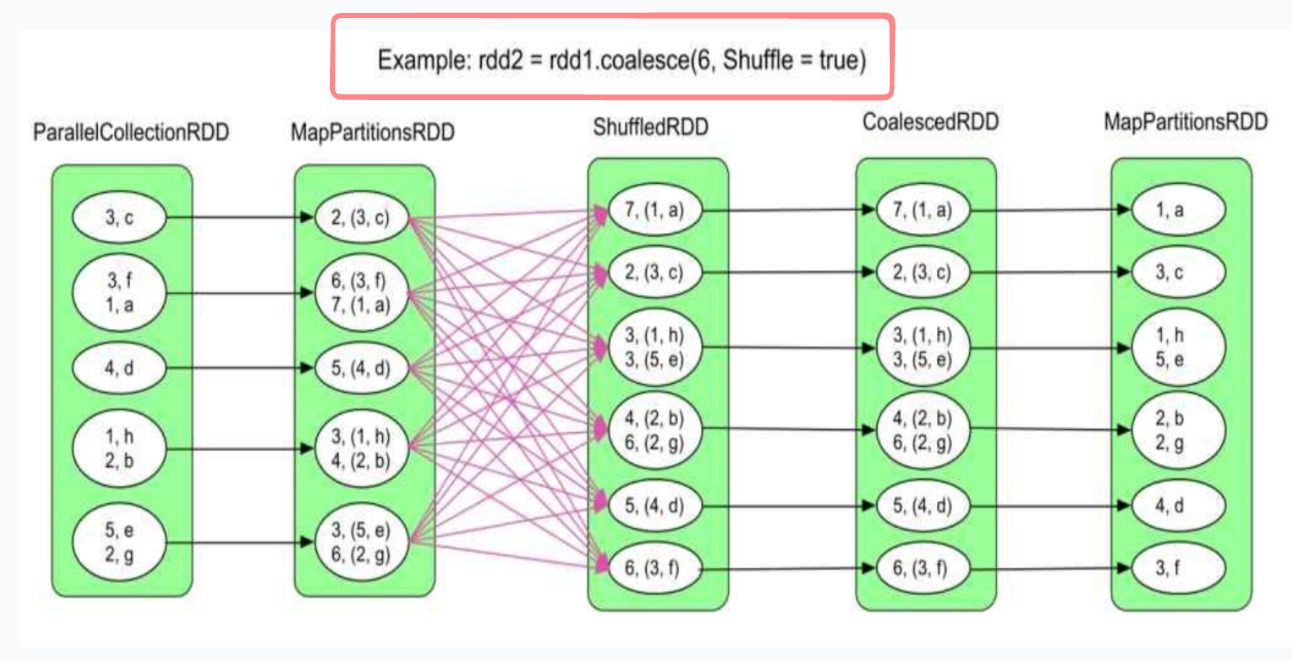 Example: rdd2 = rdd1.coalesce(6, Shuffle = true)
ParallelCollectionRDD
3, c
3, f
1, a
4, d
1, h
2, b
5, e
2, g
MapPartitionsRDD
2, (3, c)
6, (3, f)
7, (1, a)
5, (4, d)
3, (1, h)
4, (2, b)
3, (5, e)
6, (2, g)
ShuffledRDD
7, (1, a)
2, (3, c)
3, (1, h)
3, (5, e)
4, (2, b)
6, (2, g)
5, (4, d)
6, (3, f)
CoalescedRDD
7, (1, a)
2, (3, c)
3, (1, h)
3, (5, e)
4, (2, b)
6, (2, g)
5, (4, d)
6, (3, f)
MapPartitionsRDD
1, a
3, c
1, h
5, e
2, b
2, g
4, d
3, f